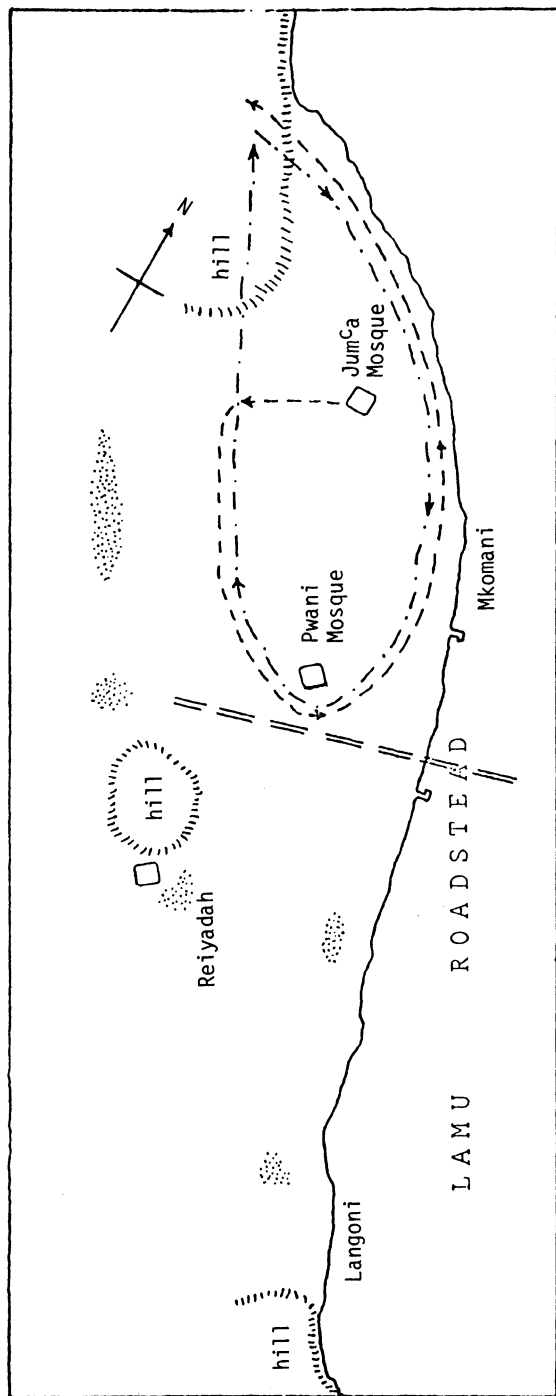 N
hill
Reiyadah
hill
hill
Pwani
Mosque
Jumᶜa
Mosque
Langoni
Mkomani
LAMU ROADSTEAD